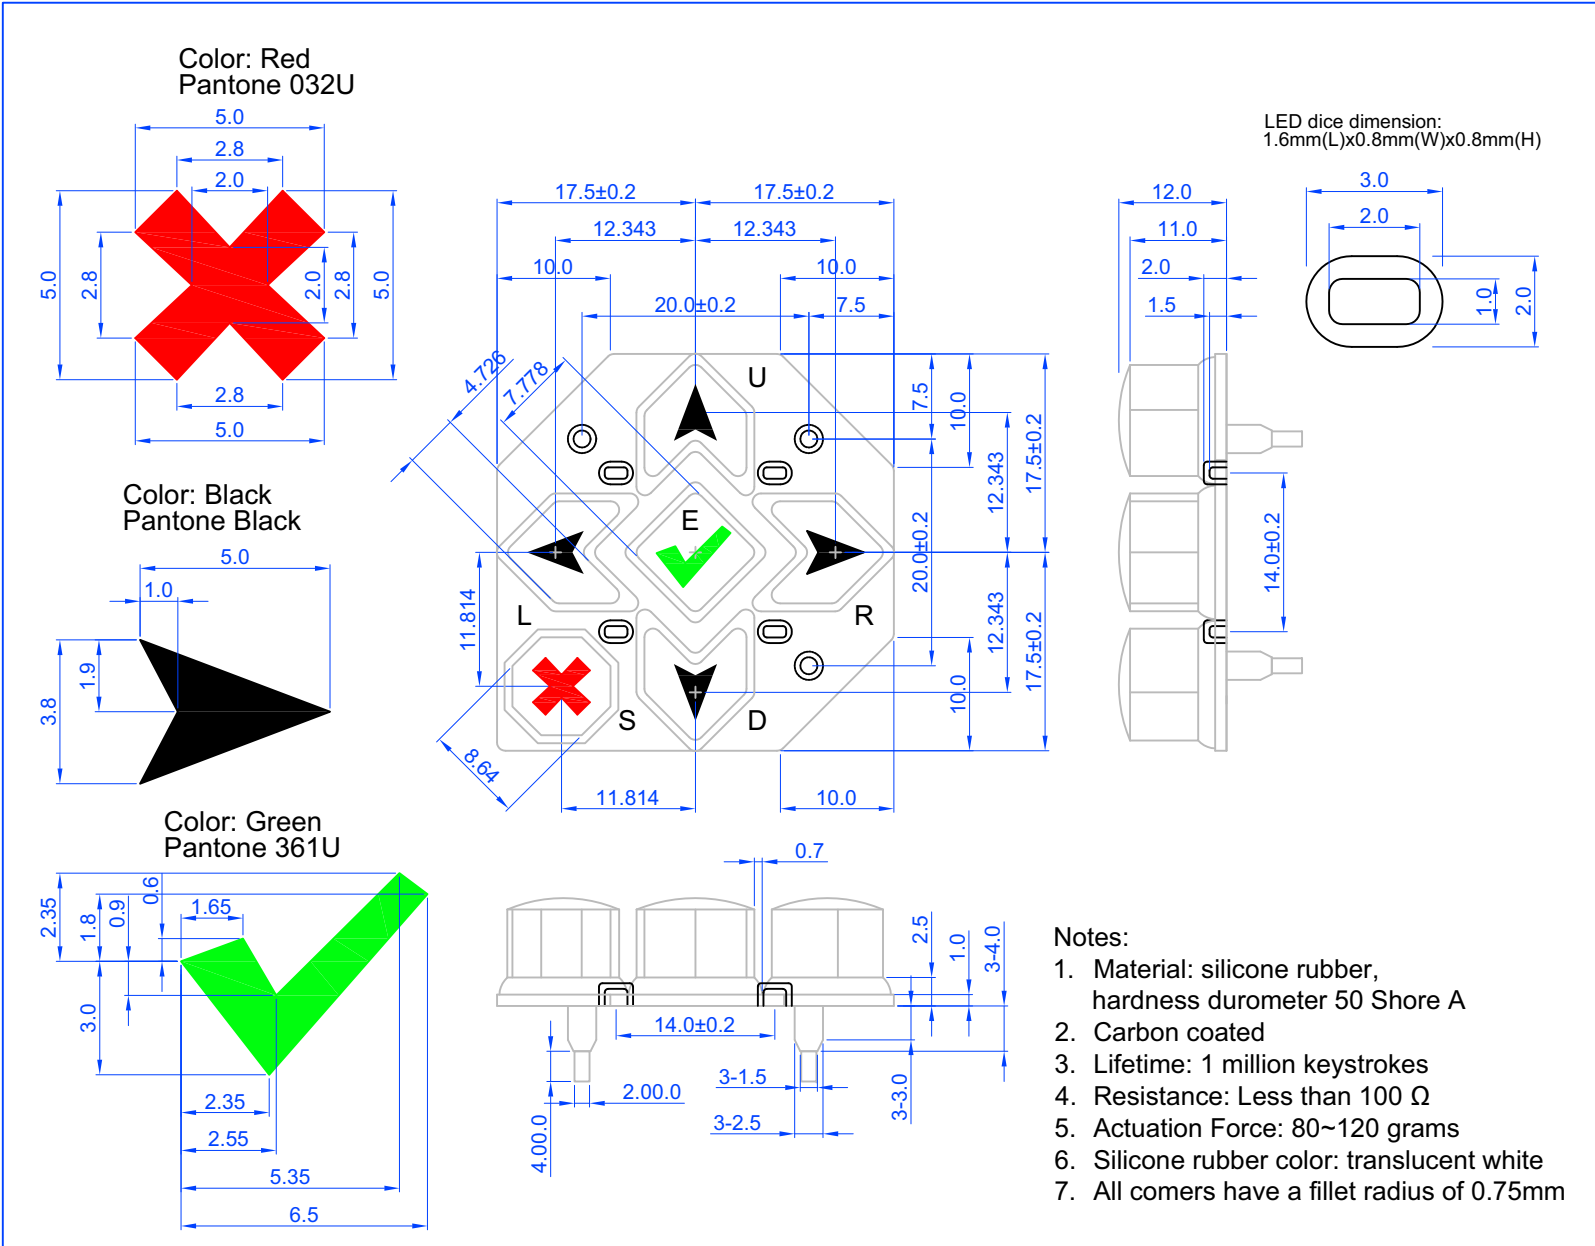 Color: Red
Pantone 032U
5.0
2.8
2.0
5.0
2.8
2.0
2.8
5.0
2.8
5.0
Color: Black
Pantone Black
5.0
1.0
1.9
3.8
Color: Green
Pantone 361U
2.35
1.8
0.9
0.6
1.65
3.0
2.35
2.55
5.35
6.5
17.5±0.2
17.5±0.2
12.343
12.343
10.0
10.0
20.0±0.2
7.5
4.726
7.778
U
E
L
R
S
D
7.5
10.0
12.343
17.5±0.2
20.0±0.2
12.343
17.5±0.2
10.0
11.814
8.64
11.814
10.0
12.0
11.0
2.0
1.5
14.0±0.2
LED dice dimension:
1.6mm(L)x0.8mm(W)x0.8mm(H)
3.0
2.0
1.0
2.0
0.7
2.5
1.0
3-4.0
14.0±0.2
3-1.5
2.00.0
3-2.5
3-3.0
4.00.0
Notes:
1. Material: silicone rubber,
hardness durometer 50 Shore A
2. Carbon coated
3. Lifetime: 1 million keystrokes
4. Resistance: Less than 100 Ω
5. Actuation Force: 80~120 grams
6. Silicone rubber color: translucent white
7. All comers have a fillet radius of 0.75mm